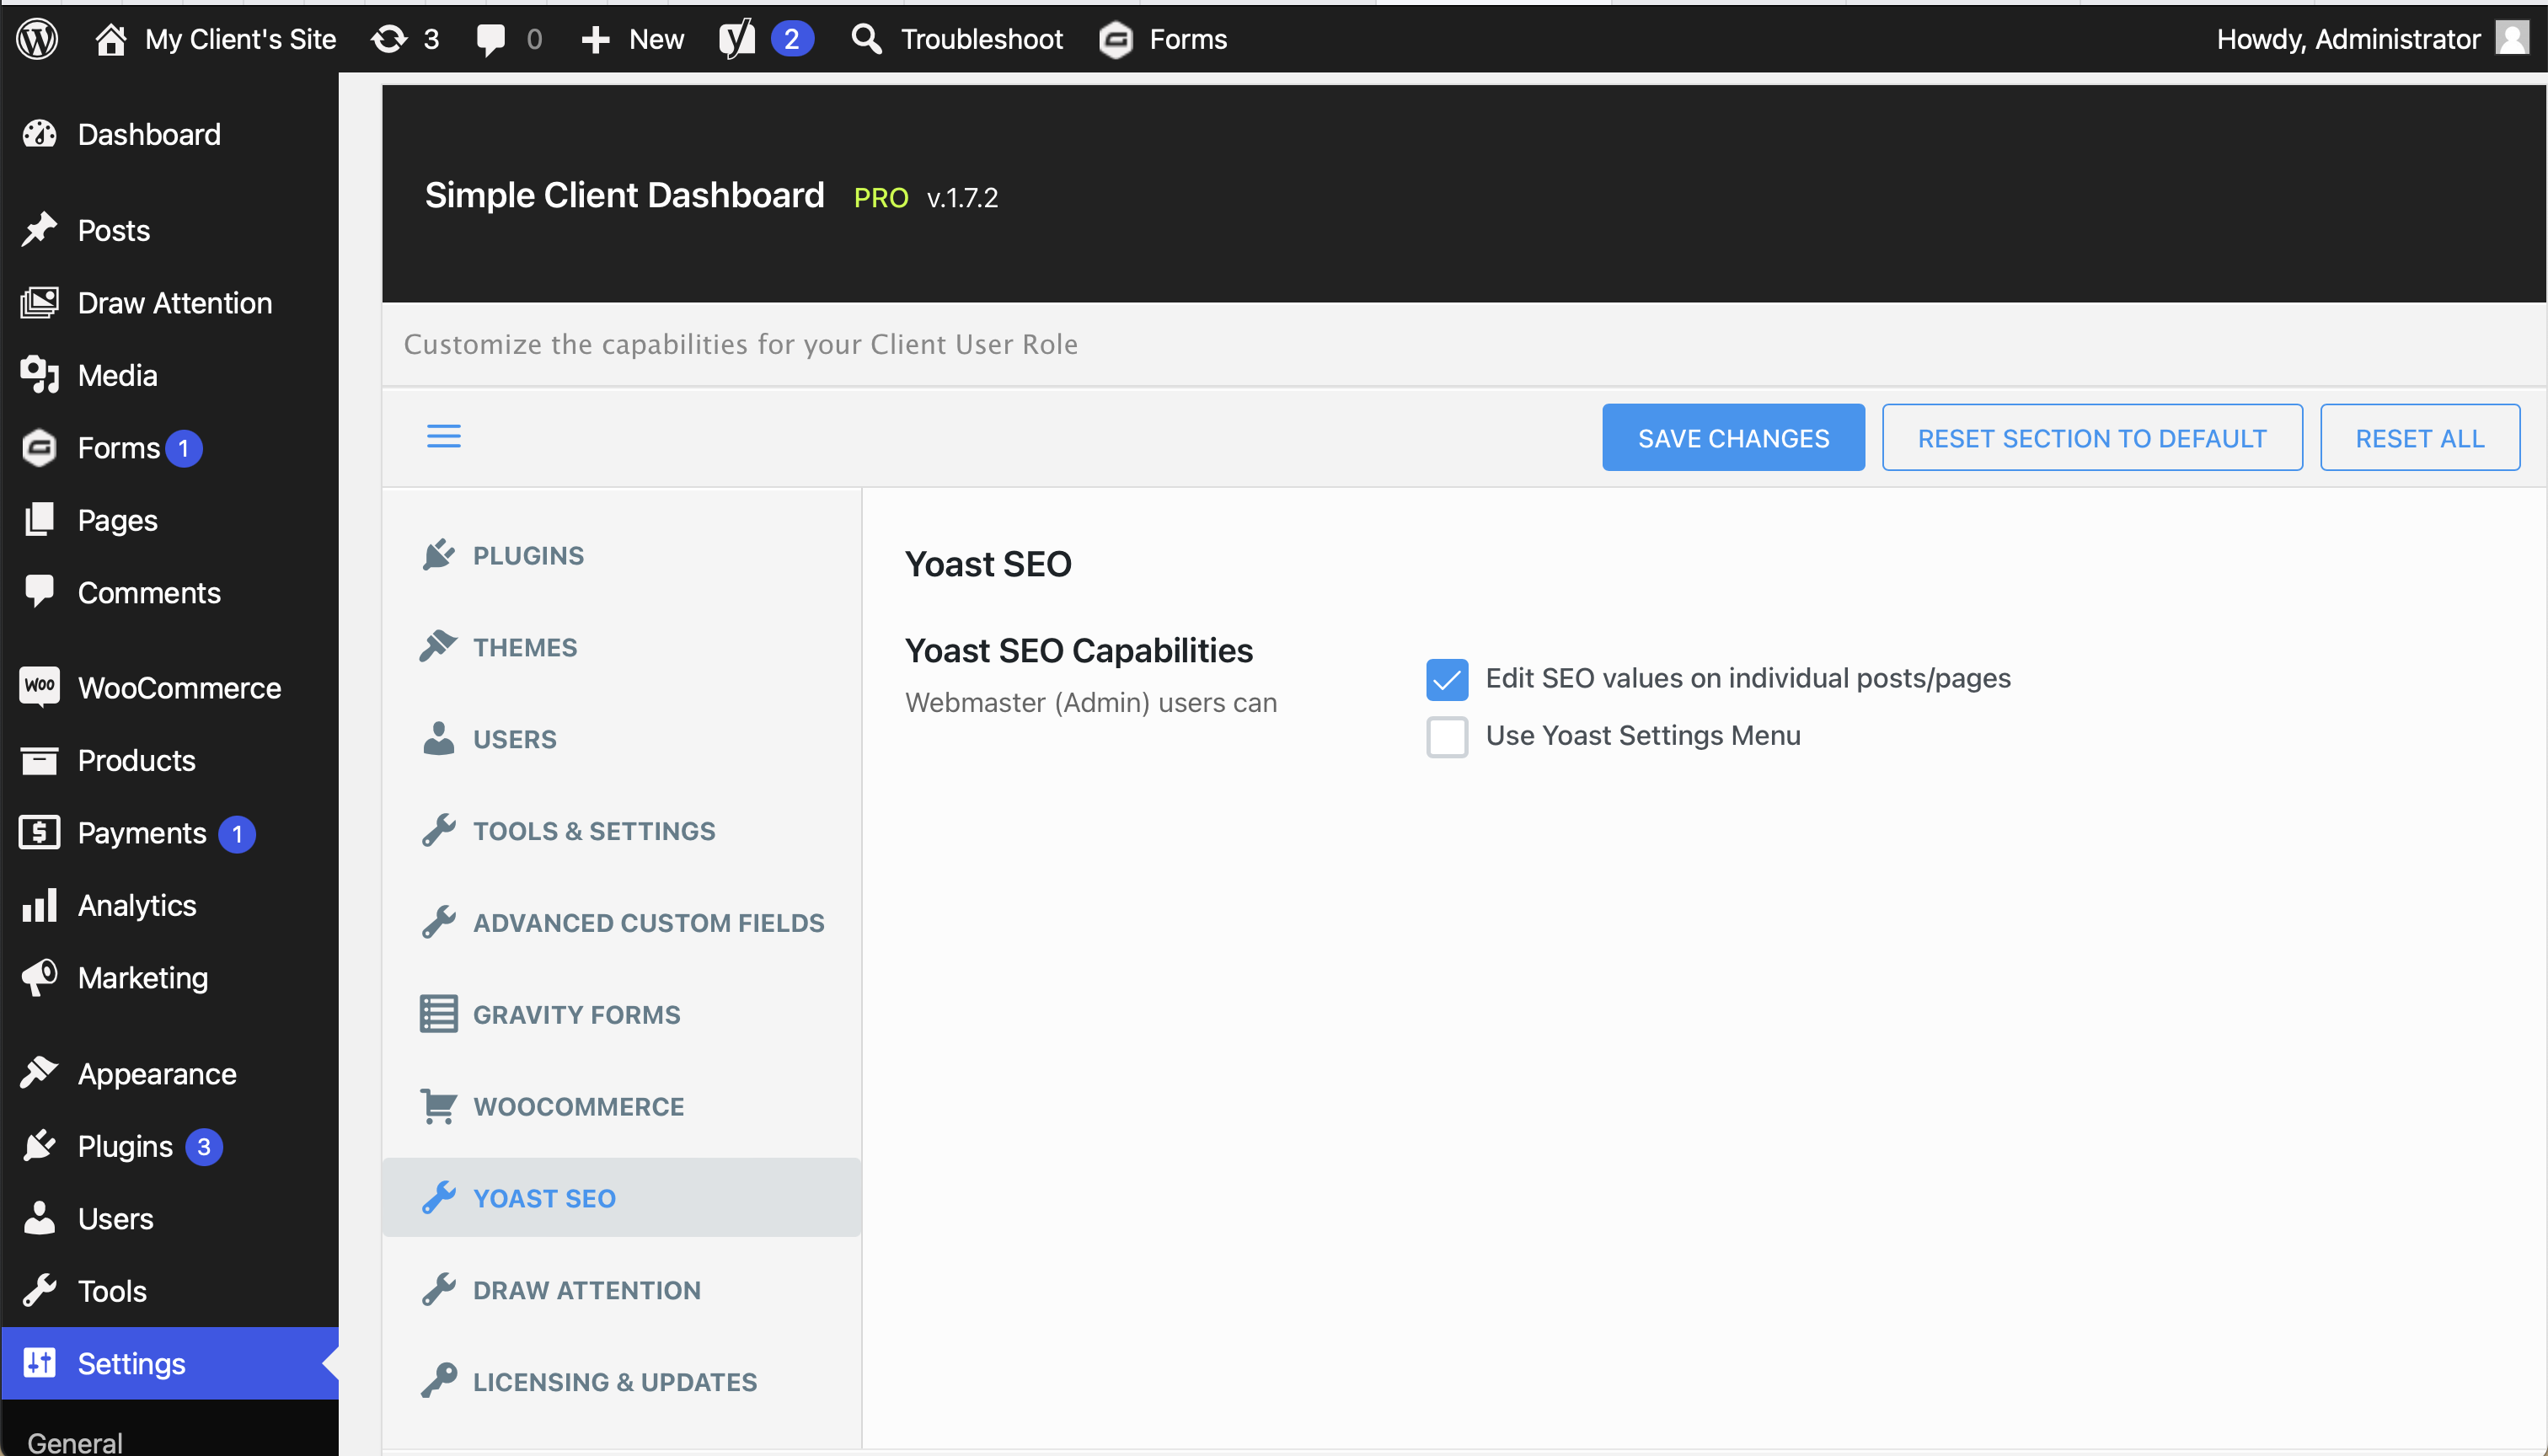 My Client's Site 3 0 New 2 Troubleshoot Forms Howdy, Administrator
Dashboard
Posts
Draw Attention
Media
Forms 1
Pages
Comments
Woo WooCommerce
Products
Payments 1
Analytics
Marketing
Appearance
Plugins 3
Users
Tools
Settings
General
Simple Client Dashboard PRO v.1.7.2
Customize the capabilities for your Client User Role
SAVE CHANGES RESET SECTION TO DEFAULT RESET ALL
PLUGINS
THEMES
USERS
TOOLS & SETTINGS
ADVANCED CUSTOM FIELDS
GRAVITY FORMS
WOOCOMMERCE
YOAST SEO
DRAW ATTENTION
LICENSING & UPDATES
Yoast SEO
Yoast SEO Capabilities
Webmaster (Admin) users can
Edit SEO values on individual posts/pages
Use Yoast Settings Menu